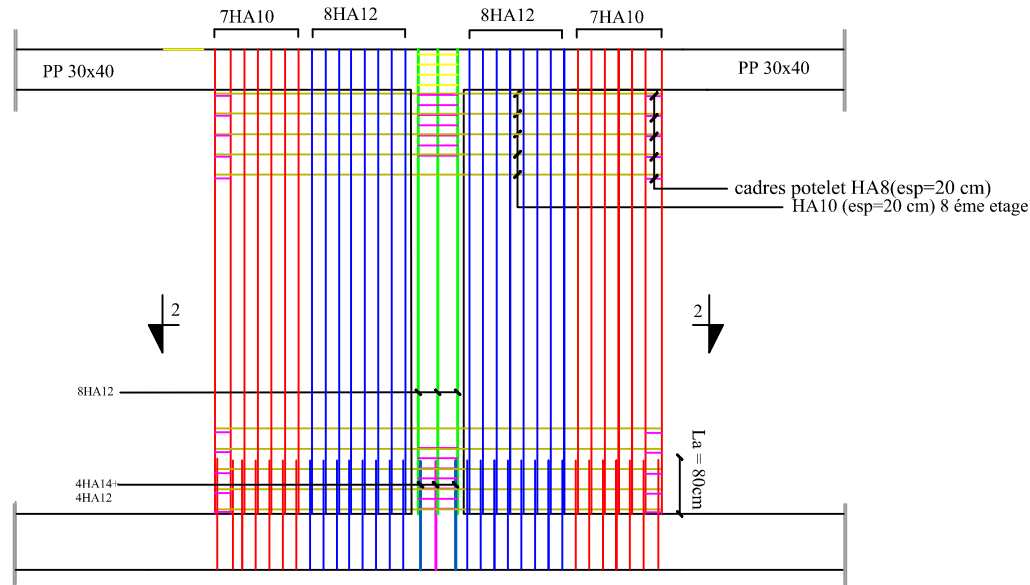 7HA10
8HA12
8HA12
7HA10
PP 30x40
PP 30x40
cadres potelet HA8(esp=20 cm)
HA10 (esp=20 cm) 8 éme etage
2
2
8HA12
La = 80cm
4HA14+
4HA12